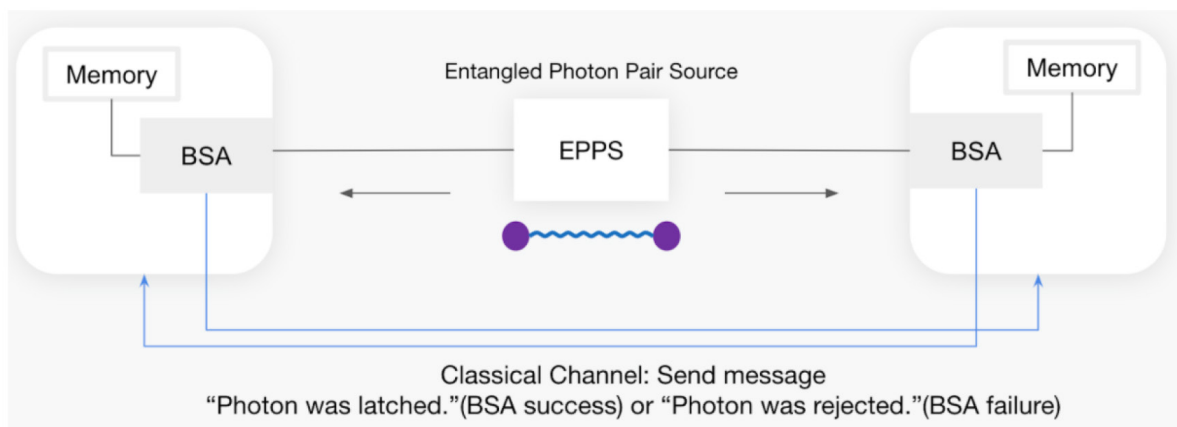 Memory
BSA
Entangled Photon Pair Source
EPPS
Memory
BSA
Classical Channel: Send message
“Photon was latched.”(BSA success) or “Photon was rejected.”(BSA failure)